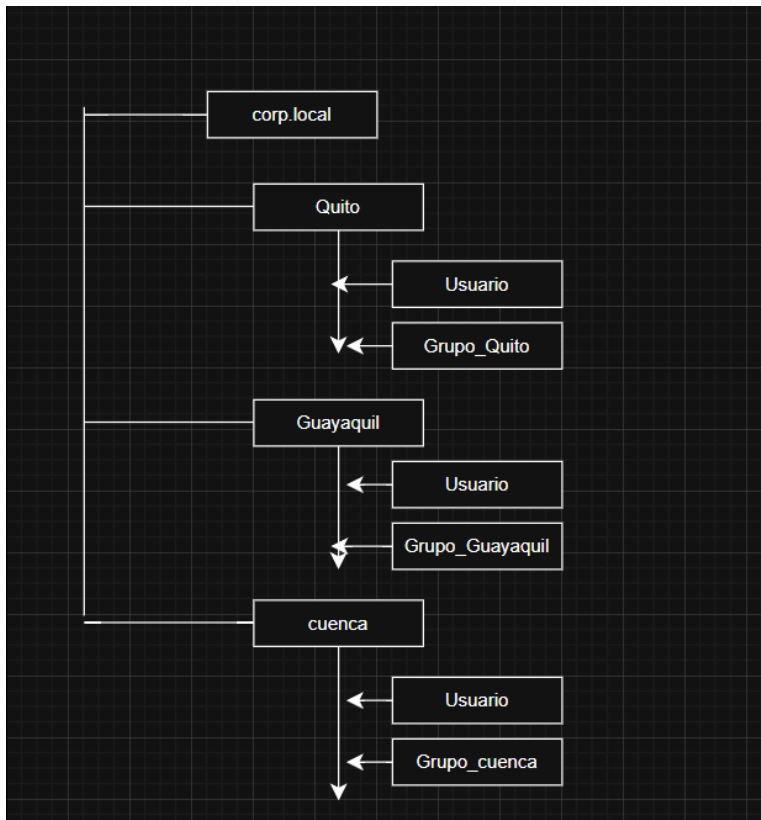 corp.local
Quito
Usuario
Grupo_Quito
Guayaquil
Usuario
Grupo_Guayaquil
cuenca
Usuario
Grupo_cuenca